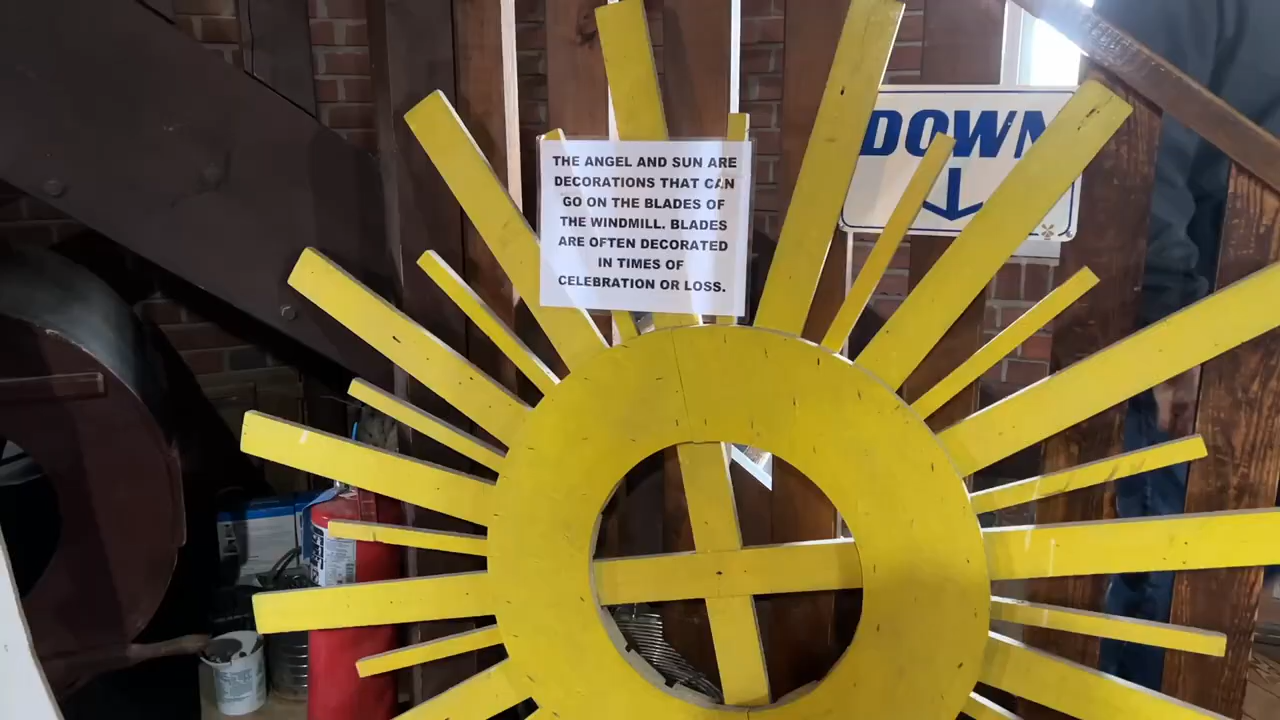 THE ANGEL AND SUN ARE
DECORATIONS THAT CAN
GO ON THE BLADES OF
THE WINDMILL. BLADES
ARE OFTEN DECORATED
IN TIMES OF
CELEBRATION OR LOSS.
DOWN